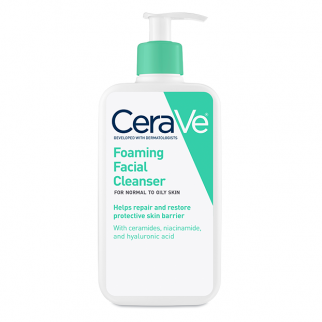 CeraVe®
DEVELOPED WITH DERMATOLOGISTS
Foaming
Facial
Cleanser
FOR NORMAL TO OILY SKIN
Helps repair and restore
protective skin barrier
With ceramides, niacinamide,
and hyaluronic acid